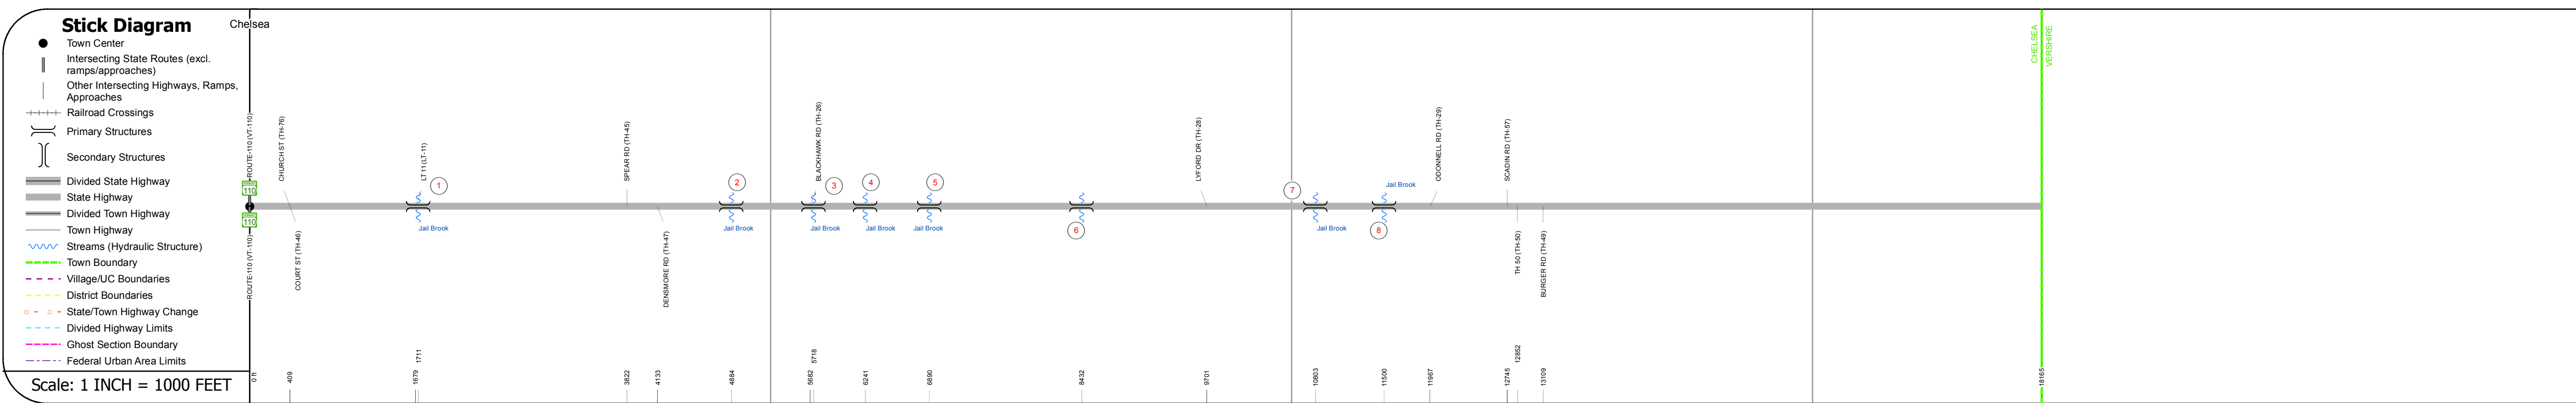 Stick Diagram
Town Center
Intersecting State Routes (excl.
ramps/approaches)
Other Intersecting Highways, Ramps,
Approaches
Railroad Crossings
Primary Structures
Secondary Structures
Divided State Highway
State Highway
Divided Town Highway
Town Highway
Streams (Hydraulic Structure)
Town Boundary
Village/UC Boundaries
District Boundaries
State/Town Highway Change
Divided Highway Limits
Ghost Section Boundary
Federal Urban Area Limits
Scale: 1 INCH = 1000 FEET
Chelsea
ROUTE-110 (VT-110)
110
110
ROUTE-110 (VT-110)
CHURCH ST (TH-76)
COURT ST (TH-46)
LT11 (LT-11)
1
Jail Brook
SPEAR RD (TH-45)
DENSMORE RD (TH-47)
2
Jail Brook
BLACKHAWK RD (TH-26)
3
Jail Brook
4
Jail Brook
5
Jail Brook
6
LYFORD DR (TH-28)
7
Jail Brook
Jail Brook
8
ODONNELL RD (TH-29)
SCADIN RD (TH-57)
TH 50 (TH-50)
BURGER RD (TH-49)
CHELSEA
VERSHIRE
0 ft
409
1679
1711
3822
4133
4884
5682
5718
6241
6890
8432
9701
10803
11500
11967
12745
12852
13109
18165